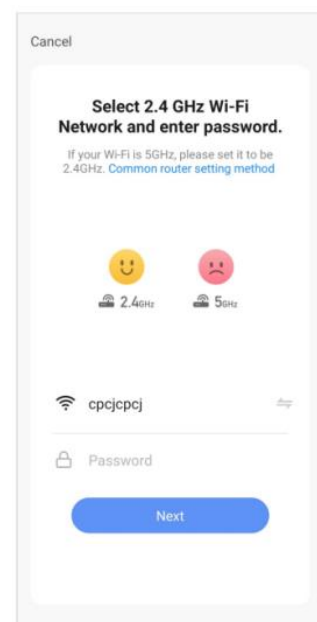 Cancel
Select 2.4 GHz Wi-Fi
Network and enter password.
If your Wi-Fi is 5GHz, please set it to be
2.4GHz. Common router setting method
2.4GHz 5GHz
cpcjcpcj
Password
Next